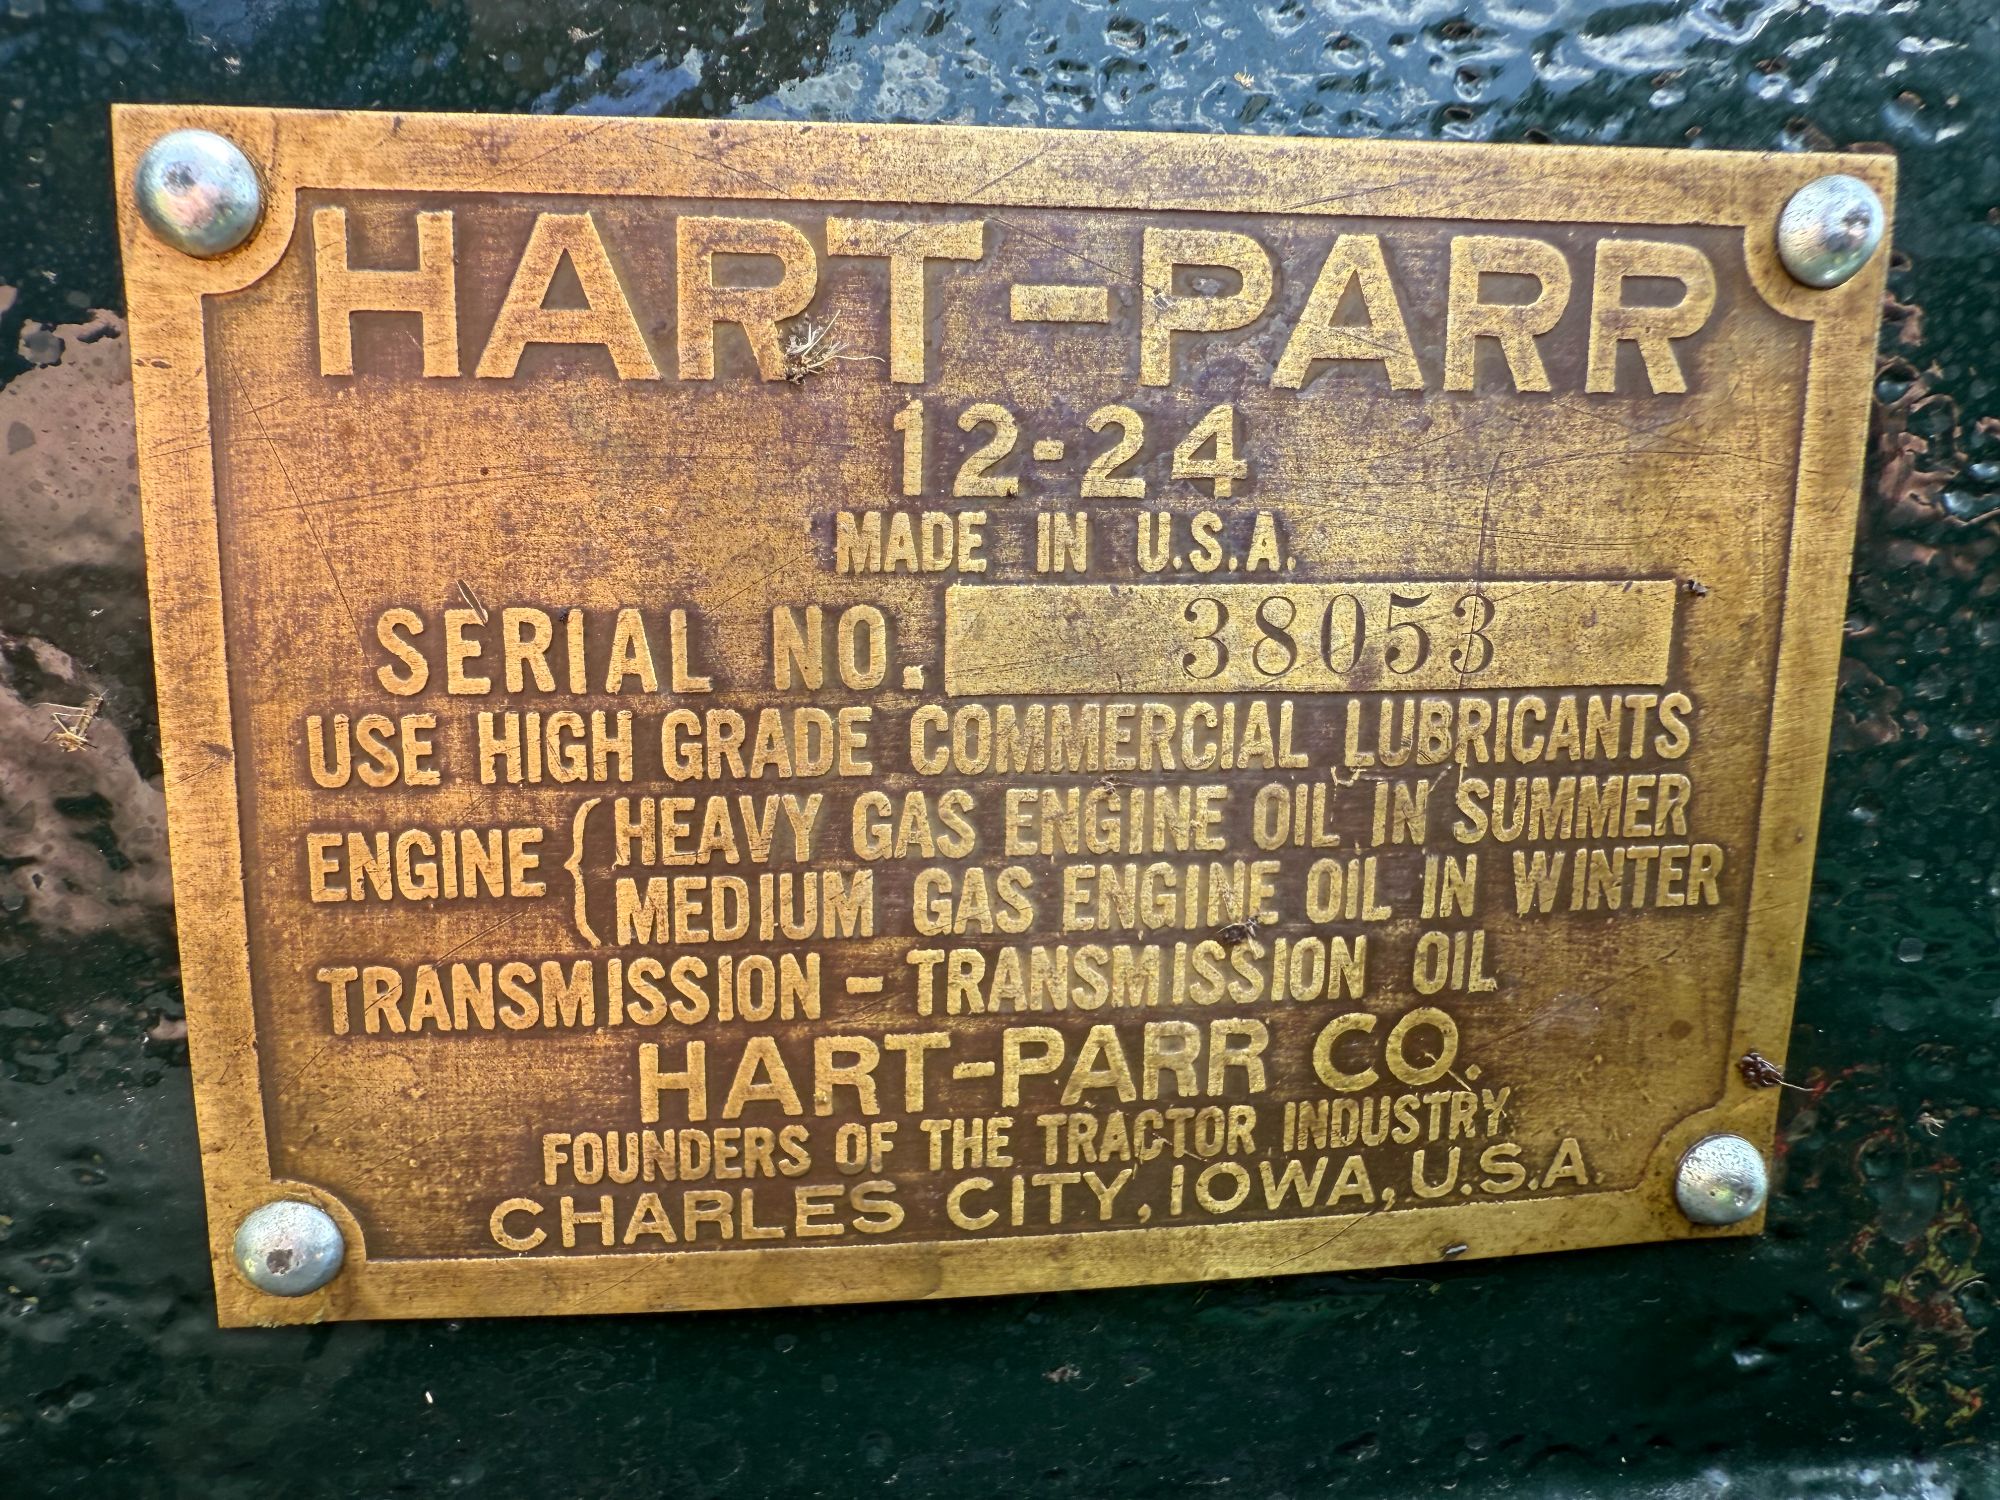 HART-PARR
12-24
MADE IN U.S.A.
SERIAL NO. 38053
USE HIGH GRADE COMMERCIAL LUBRICANTS
ENGINE { HEAVY GAS ENGINE OIL IN SUMMER
MEDIUM GAS ENGINE OIL IN WINTER
TRANSMISSION - TRANSMISSION OIL
HART-PARR CO.
FOUNDERS OF THE TRACTOR INDUSTRY
CHARLES CITY, IOWA, U.S.A.